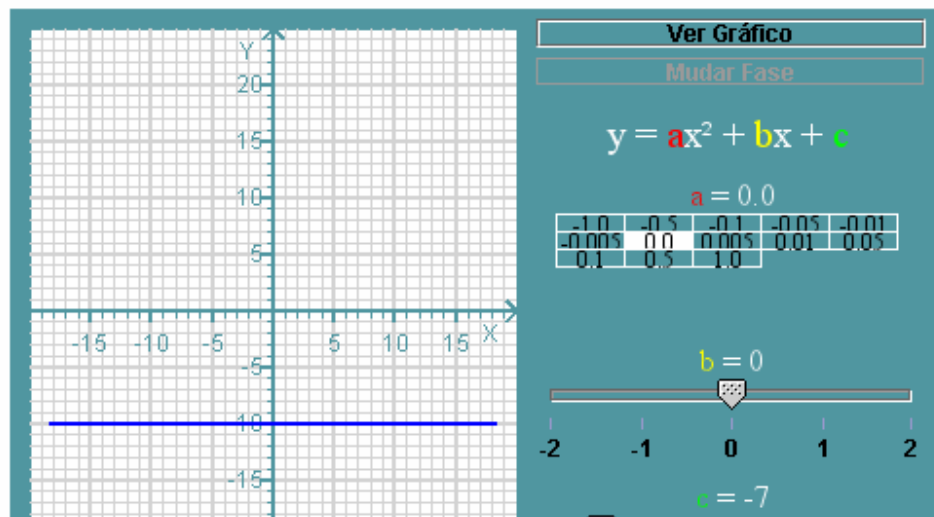 Ver Gráfico
Mudar Fase
y = ax² + bx + c
a = 0.0
-1.0 -0.5 -0.1 -0.05 -0.01
-0.005 0.0 0.005 0.01 0.05
0.1 0.5 1.0
b = 0
-2 -1 0 1 2
c = -7
Y
20
15
10
5
-15 -10 -5 5 10 15 X
-5
-10
-15